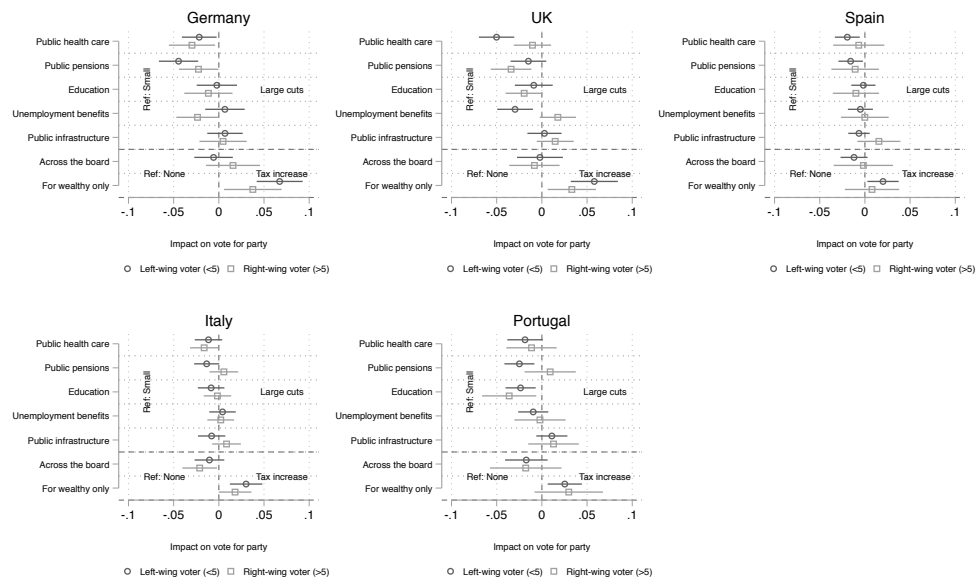 Germany
Public health care
Public pensions
Education
Unemployment benefits
Public infrastructure
Across the board
For wealthy only
Ref: Small
Large cuts
Ref: None
Tax increase
-.1 -.05 0 .05 .1
Impact on vote for party
Left-wing voter (<5) Right-wing voter (>5)
UK
Public health care
Public pensions
Education
Unemployment benefits
Public infrastructure
Across the board
For wealthy only
Ref: Small
Large cuts
Ref: None
Tax increase
-.1 -.05 0 .05 .1
Impact on vote for party
Left-wing voter (<5) Right-wing voter (>5)
Spain
Public health care
Public pensions
Education
Unemployment benefits
Public infrastructure
Across the board
For wealthy only
Ref: Small
Large cuts
Ref: None
Tax increase
-.1 -.05 0 .05 .1
Impact on vote for party
Left-wing voter (<5) Right-wing voter (>5)
Italy
Public health care
Public pensions
Education
Unemployment benefits
Public infrastructure
Across the board
For wealthy only
Ref: Small
Large cuts
Ref: None
Tax increase
-.1 -.05 0 .05 .1
Impact on vote for party
Left-wing voter (<5) Right-wing voter (>5)
Portugal
Public health care
Public pensions
Education
Unemployment benefits
Public infrastructure
Across the board
For wealthy only
Ref: Small
Large cuts
Ref: None
Tax increase
-.1 -.05 0 .05 .1
Impact on vote for party
Left-wing voter (<5) Right-wing voter (>5)